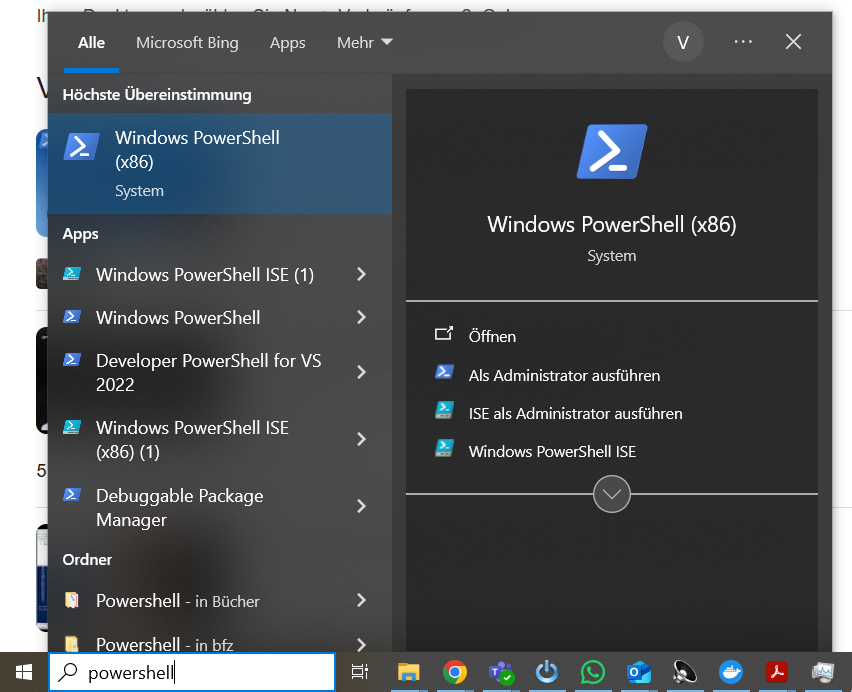 Alle Microsoft Bing Apps Mehr V
Höchste Übereinstimmung
Windows PowerShell
(x86)
System
Apps
Windows PowerShell ISE (1)
Windows PowerShell
Developer PowerShell for VS
2022
Windows PowerShell ISE
(x86) (1)
Debuggable Package
Manager
Ordner
Powershell - in Bücher
Powershell - in bfz
Windows PowerShell (x86)
System
Öffnen
Als Administrator ausführen
ISE als Administrator ausführen
Windows PowerShell ISE
5
powershell